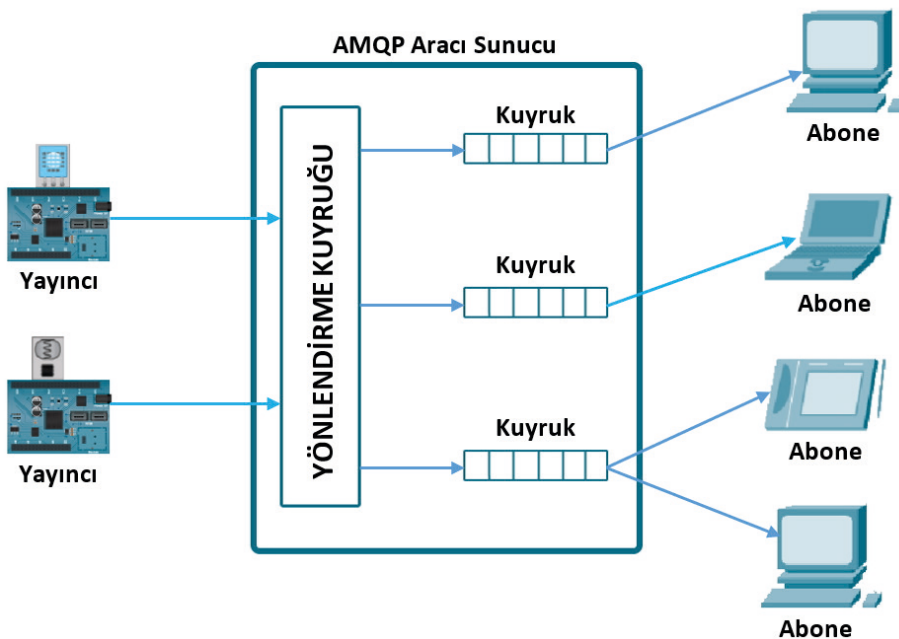 AMQP Aracı Sunucu
YÖNLENDİRME KUYRUĞU
Yayıncı
Yayıncı
Kuyruk
Kuyruk
Kuyruk
Abone
Abone
Abone
Abone